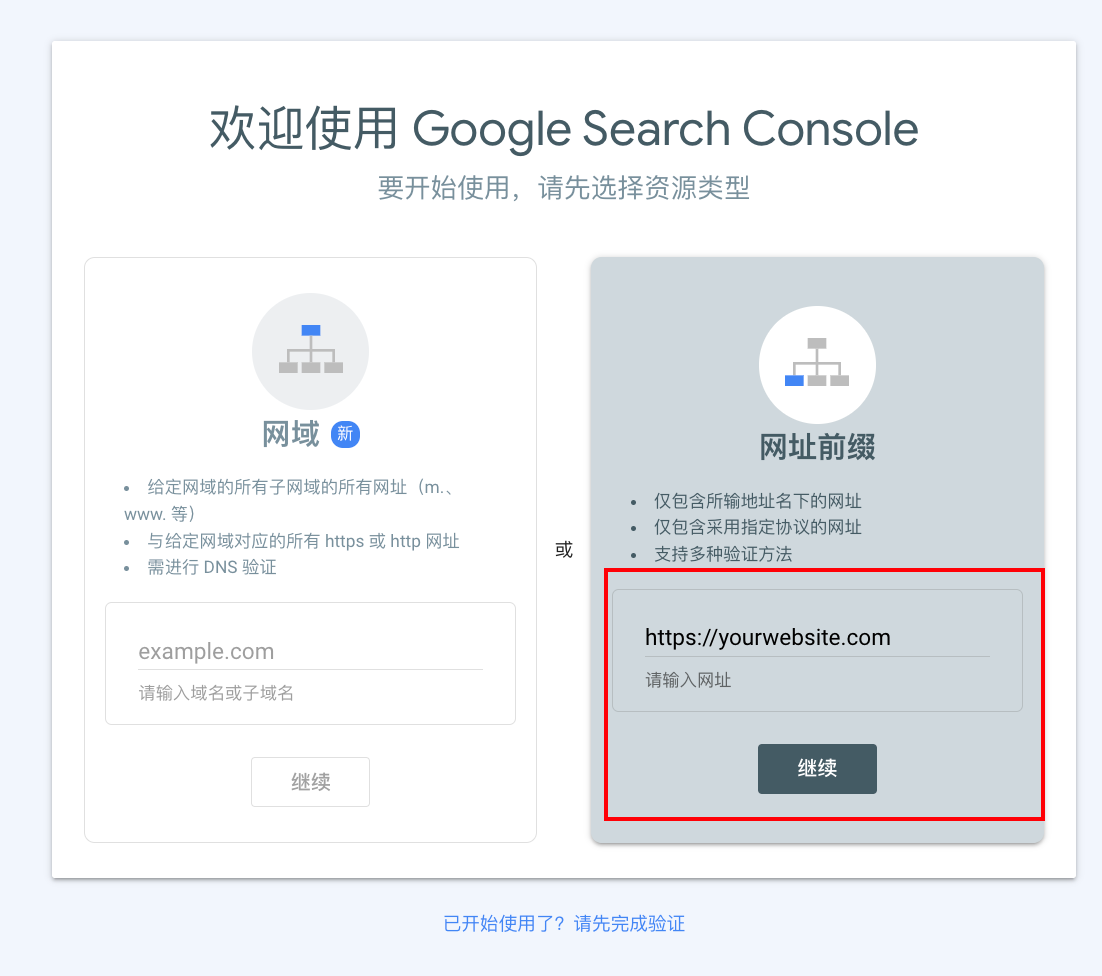 欢迎使用 Google Search Console
要开始使用，请先选择资源类型
网域 新
• 给定网域的所有子网域的所有网址（m.、
www. 等）
• 与给定网域对应的所有 https 或 http 网址
• 需进行 DNS 验证
example.com
请输入域名或子域名
继续
或
网址前缀
• 仅包含所输地址名下的网址
• 仅包含采用指定协议的网址
• 支持多种验证方法
https://yourwebsite.com
请输入网址
继续
已开始使用了？请先完成验证